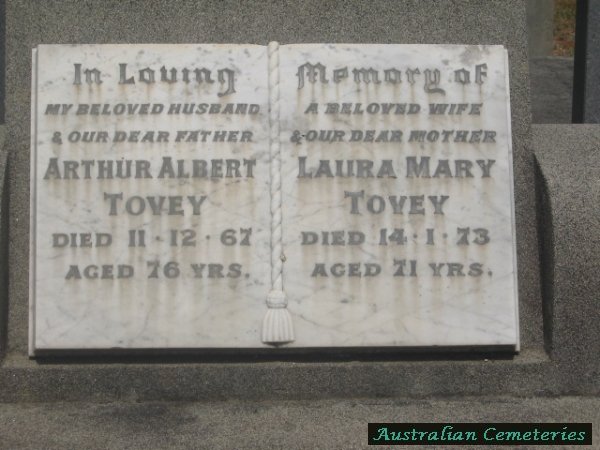 In Loving
MY BELOVED HUSBAND
& OUR DEAR FATHER
ARTHUR ALBERT
TOVEY
DIED 11·12·67
AGED 76 YRS.
Memory of
A BELOVED WIFE
& OUR DEAR MOTHER
LAURA MARY
TOVEY
DIED 14·1·73
AGED 71 YRS.
Australian Cemeteries